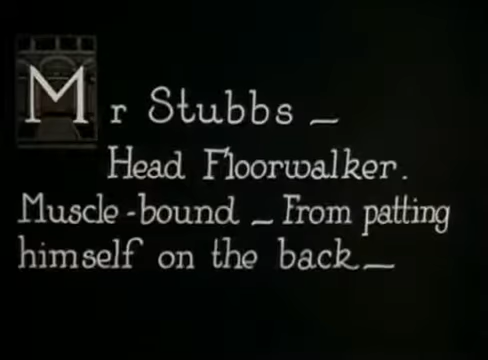 Mr Stubbs —
Head Floorwalker.
Muscle-bound — From patting
himself on the back —